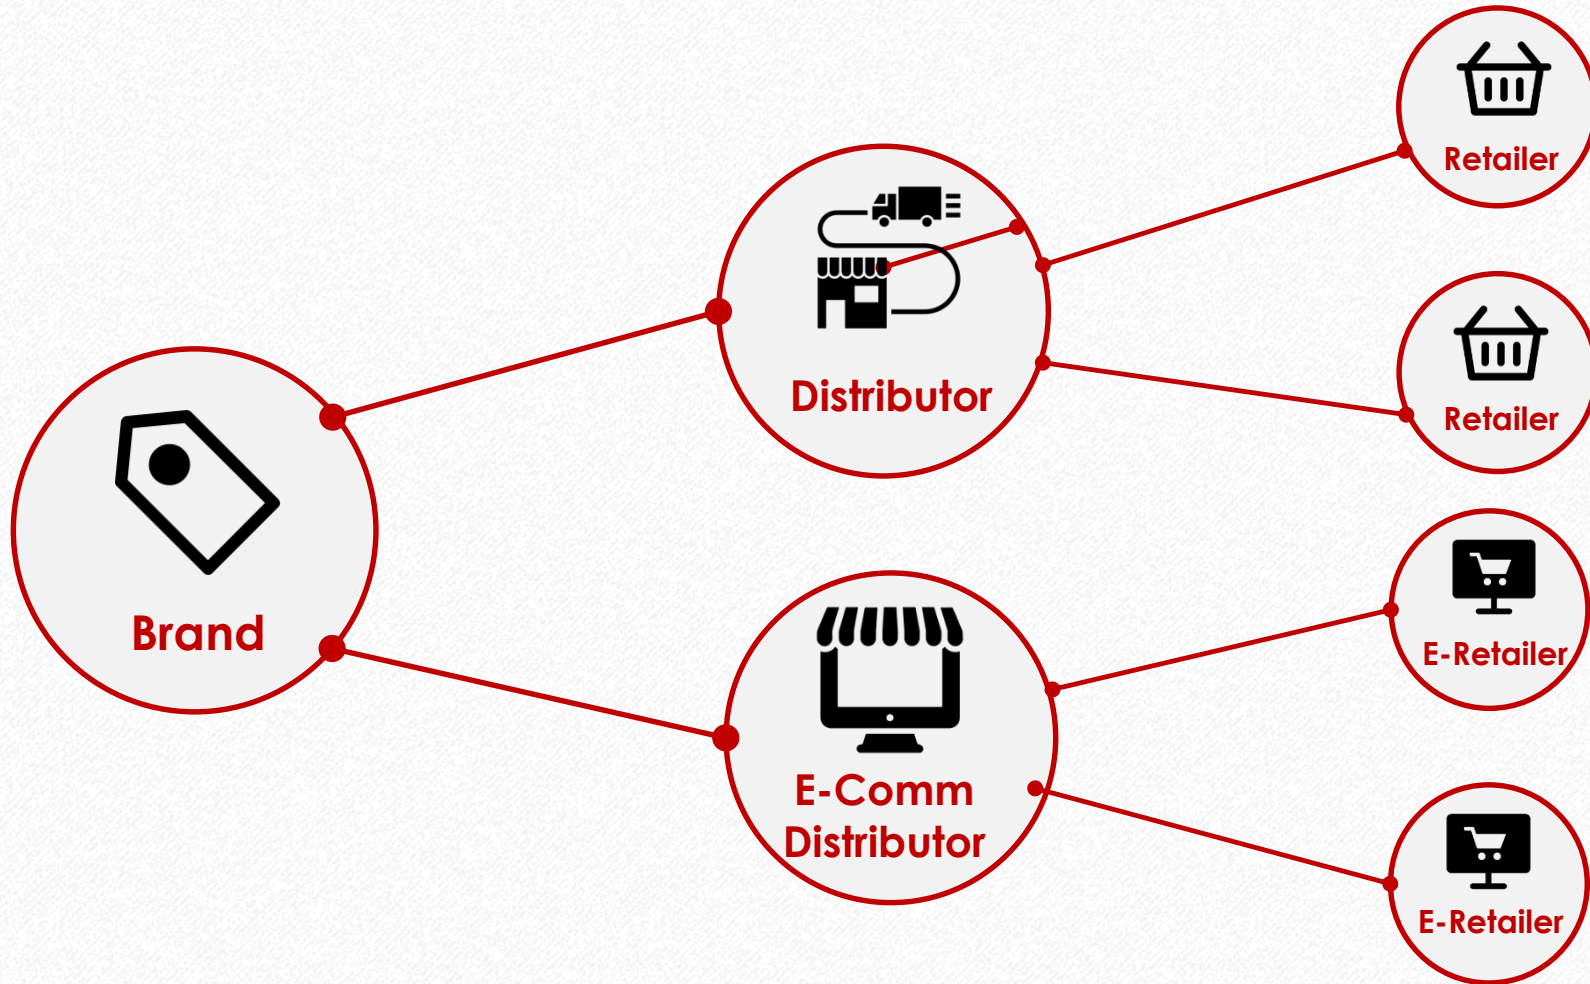 Brand
Distributor
E-Comm
Distributor
Retailer
Retailer
E-Retailer
E-Retailer